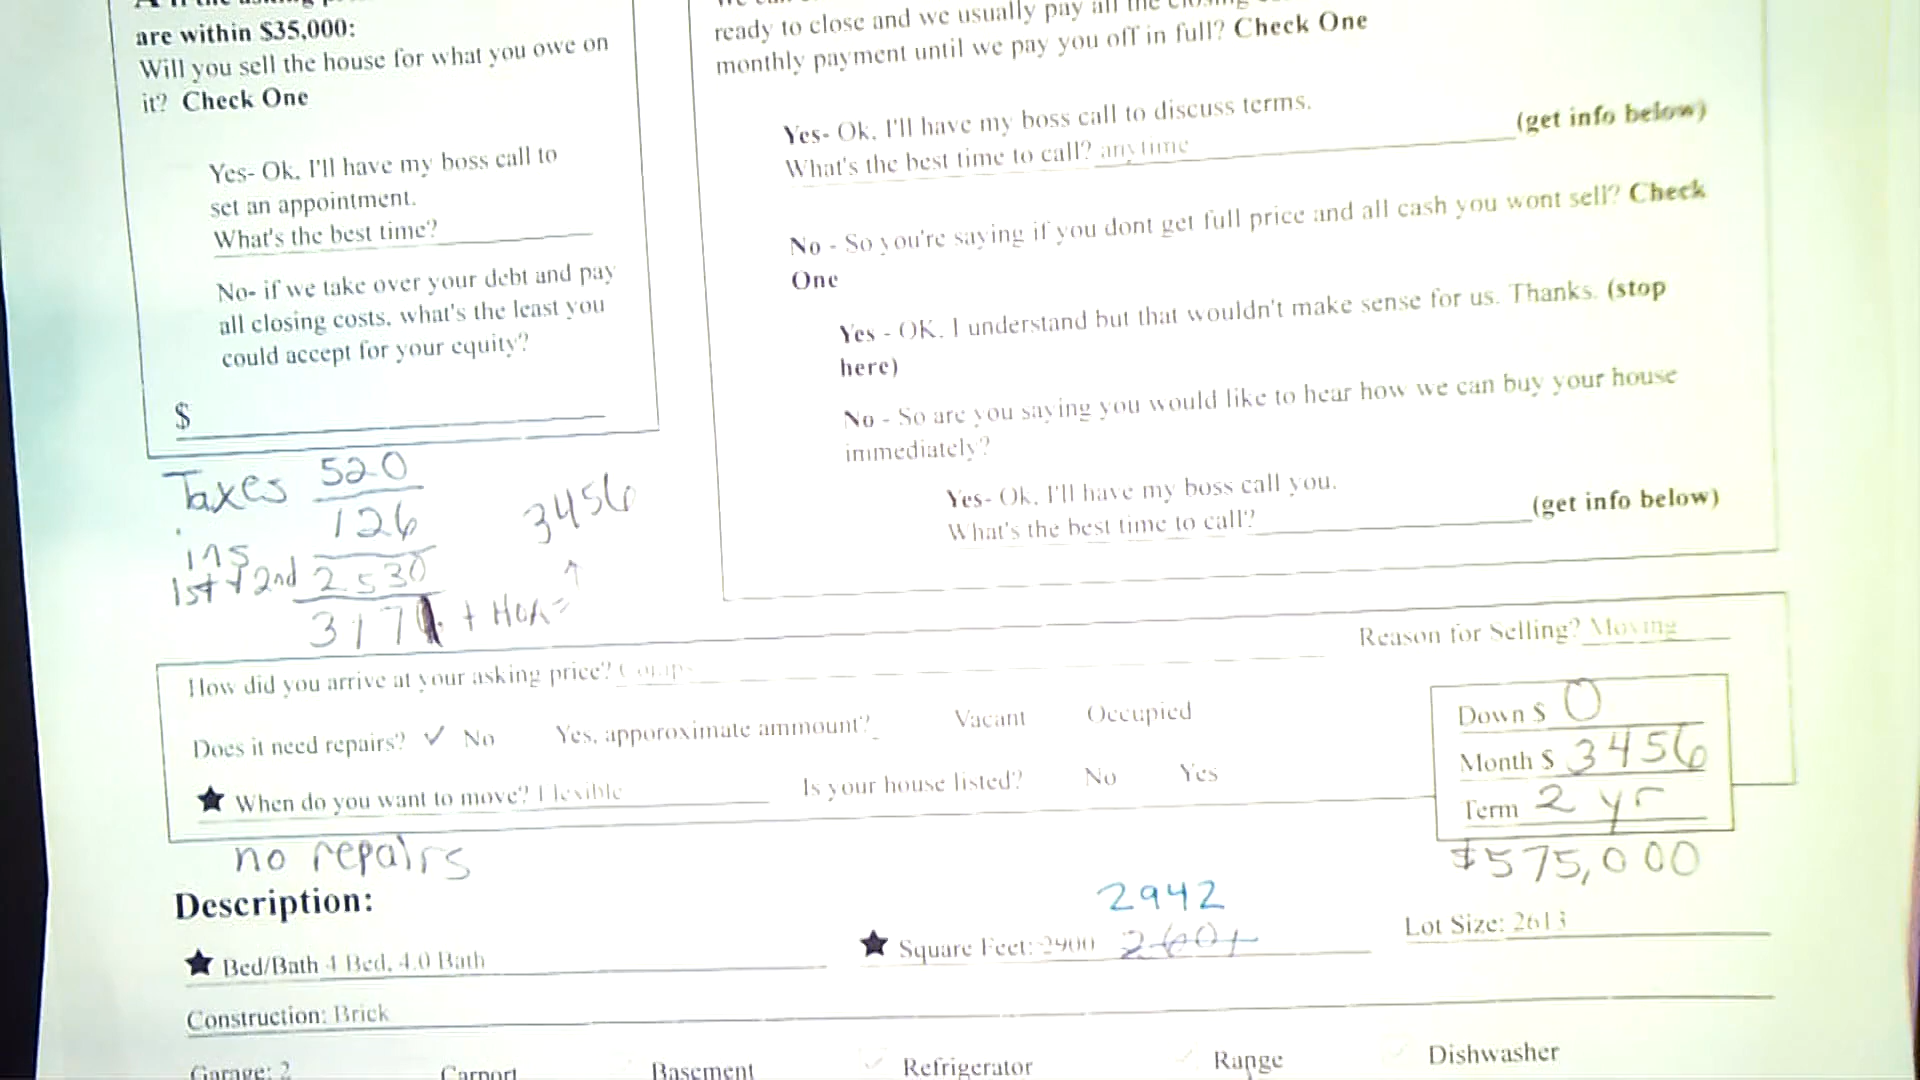 are within $35,000:
Will you sell the house for what you owe on
it? Check One
Yes- Ok, I'll have my boss call to
set an appointment.
What's the best time?
No- if we take over your debt and pay
all closing costs, what's the least you
could accept for your equity?
$
ready to close and we usually pay all the
monthly payment until we pay you off in full? Check One
Yes- Ok, I'll have my boss call to discuss terms.
What's the best time to call? anytime (get info below)
No - So you're saying if you dont get full price and all cash you wont sell? Check
One
Yes - OK, I understand but that wouldn't make sense for us. Thanks. (stop
here)
No - So are you saying you would like to hear how we can buy your house
immediately?
Yes- Ok, I'll have my boss call you.
What's the best time to call? (get info below)
Taxes 520
ins 126
1st + 2nd 2530
317 + HOA =
3456
Reason for Selling? Moving
How did you arrive at your asking price? Comps
Does it need repairs? ✓ No Yes, apporoximate ammount? Vacant Occupied
★ When do you want to move? Flexible Is your house listed? No Yes
Down $ 0
Month $ 3456
Term 2 yr
$575,000
no repairs
Description:
2942
★ Bed/Bath 4 Bed, 4.0 Bath ★ Square Feet: 2900 Lot Size: 2613
Construction: Brick
Garage: 2 Carport Basement Refrigerator Range Dishwasher